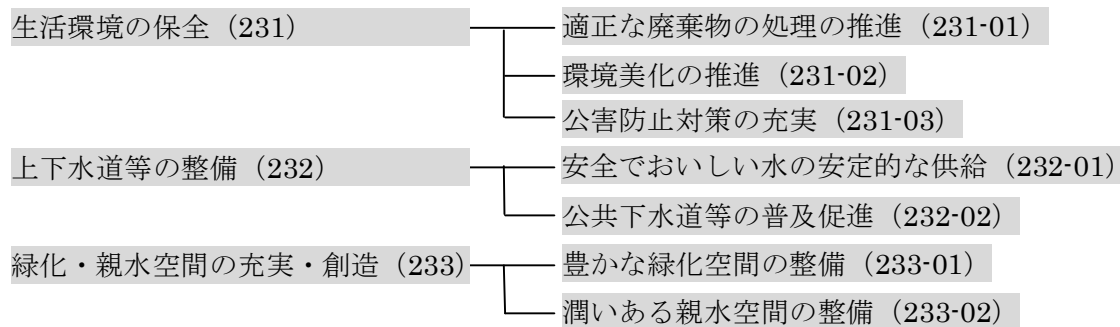 生活環境の保全（231） 適正な廃棄物の処理の推進（231-01）
環境美化の推進（231-02）
公害防止対策の充実（231-03）
上下水道等の整備（232） 安全でおいしい水の安定的な供給（232-01）
公共下水道等の普及促進（232-02）
緑化・親水空間の充実・創造（233） 豊かな緑化空間の整備（233-01）
潤いある親水空間の整備（233-02）